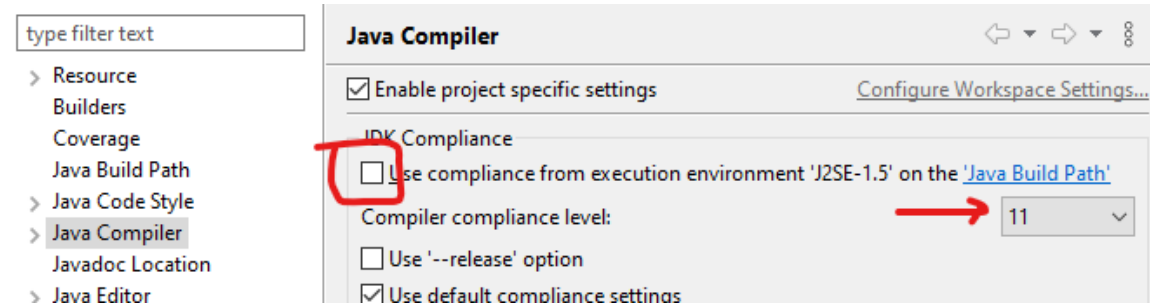 type filter text
Resource
Builders
Coverage
Java Build Path
Java Code Style
Java Compiler
Javadoc Location
Java Editor
Java Compiler
Enable project specific settings
Configure Workspace Settings...
JDK Compliance
Use compliance from execution environment 'J2SE-1.5' on the 'Java Build Path'
Compiler compliance level:
11
Use '--release' option
Use default compliance settings